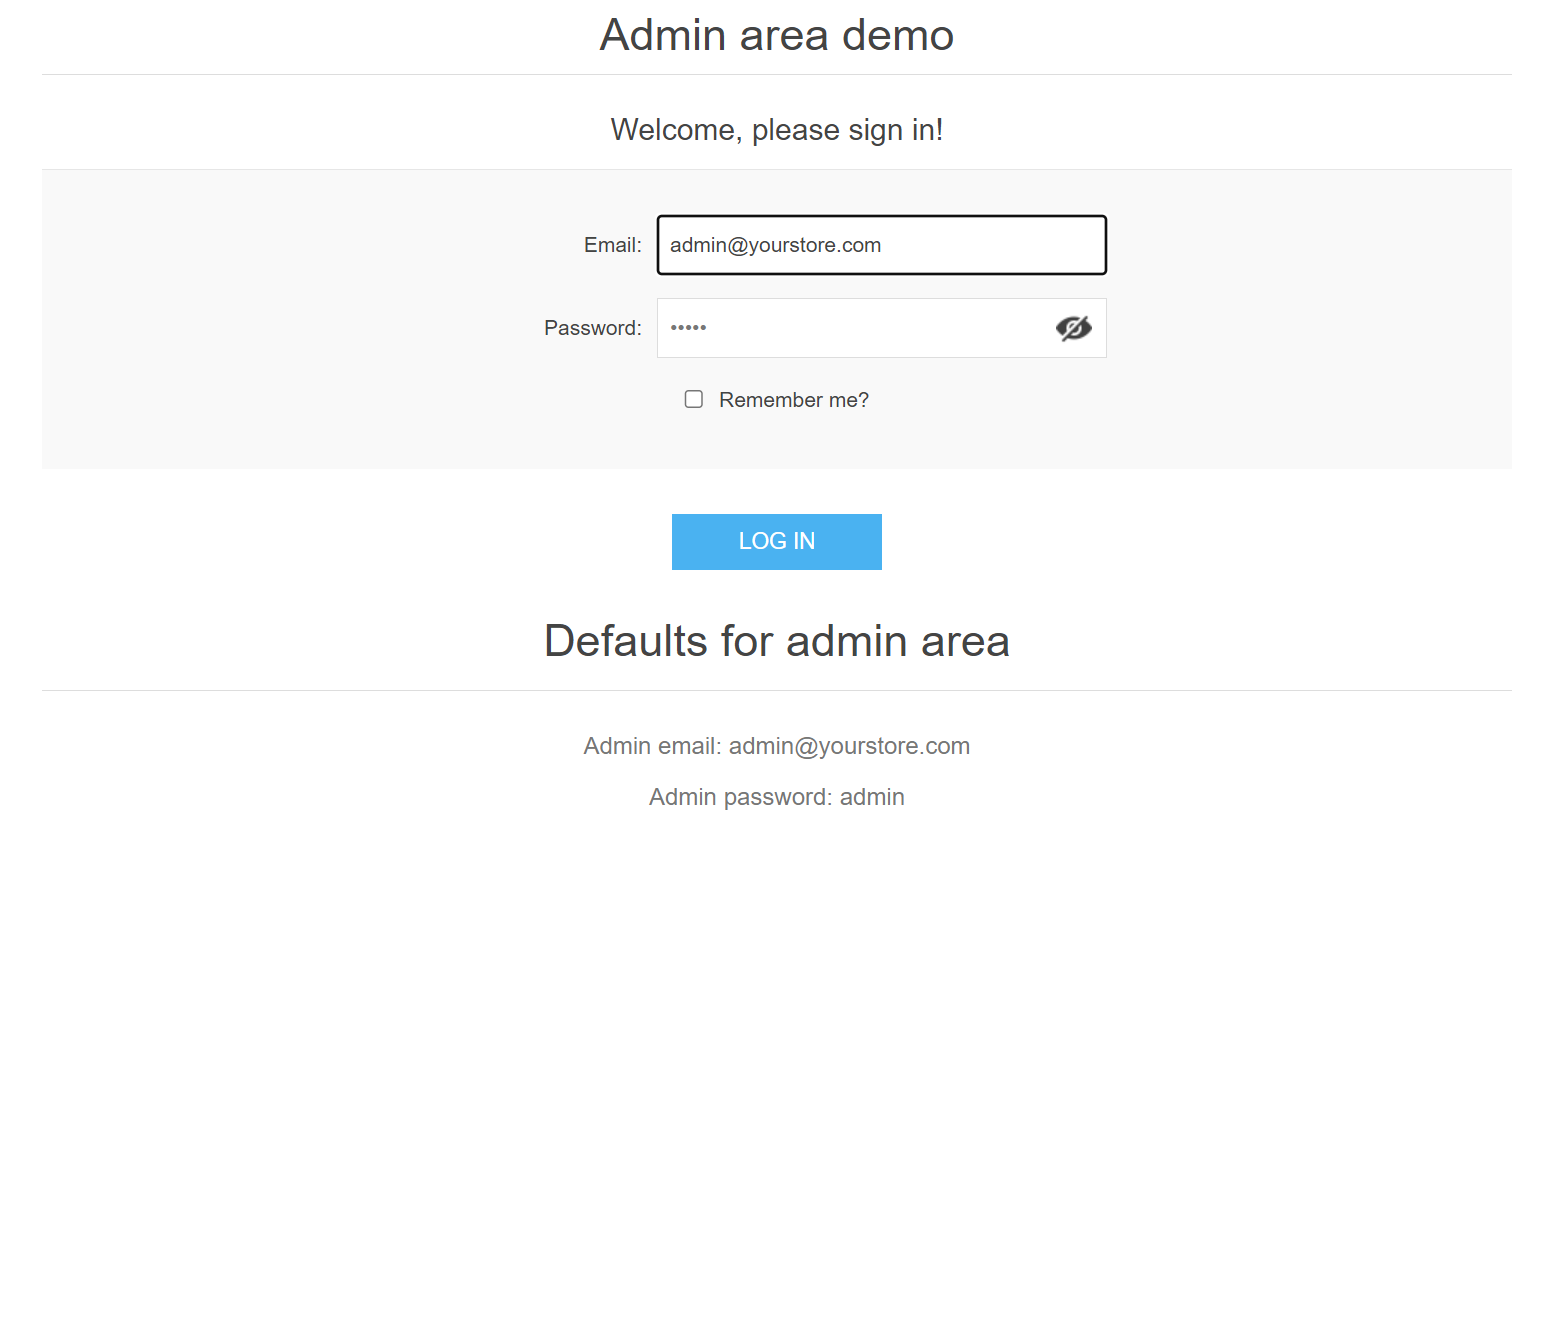 Admin area demo
Welcome, please sign in!
Email: admin@yourstore.com
Password: •••••
Remember me?
LOG IN
Defaults for admin area
Admin email: admin@yourstore.com
Admin password: admin